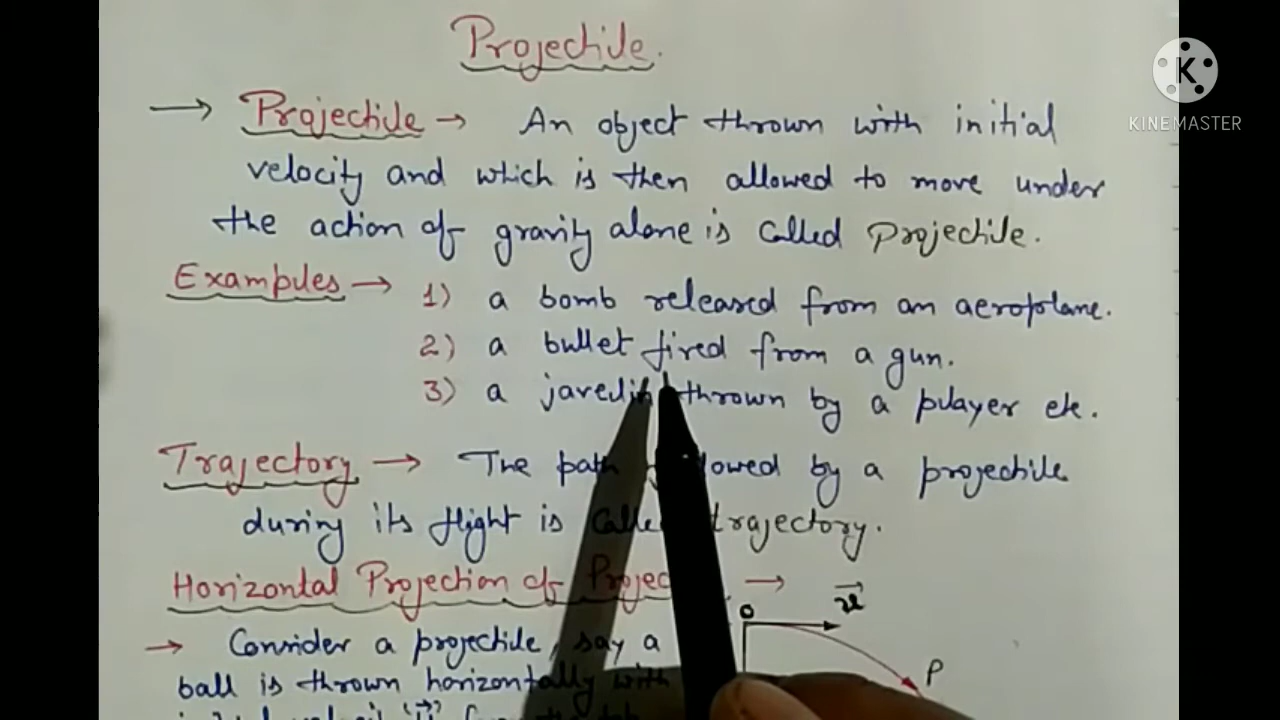 Projectile.
KINEMASTER
→ Projectile → An object thrown with initial
velocity and which is then allowed to move under
the action of gravity alone is called projectile.
Examples → 1) a bomb released from an aeroplane.
2) a bullet fired from a gun.
3) a javelin thrown by a player etc.
Trajectory → The path by a projectile
during its flight is trajectory.
Horizontal Projection of →
O u
→ Consider a projectile, say a
P
ball is thrown horizontally with